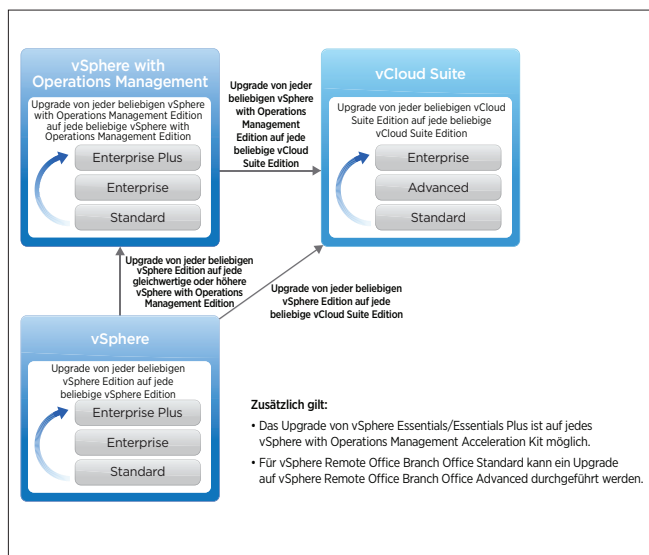 vSphere with
Operations Management
Upgrade von jeder beliebigen vSphere
with Operations Management Edition
auf jede beliebige vSphere with
Operations Management Edition
Enterprise Plus
Enterprise
Standard
Upgrade von jeder
beliebigen vSphere
with Operations
Management
Edition auf jede
beliebige vCloud
Suite Edition
vCloud Suite
Upgrade von jeder beliebigen vCloud
Suite Edition auf jede beliebige
vCloud Suite Edition
Enterprise
Advanced
Standard
Upgrade von jeder beliebigen
vSphere Edition auf jede
gleichwertige oder höhere
vSphere with Operations
Management Edition
Upgrade von jeder beliebigen
vSphere Edition auf jede
beliebige vCloud Suite Edition
vSphere
Upgrade von jeder beliebigen
vSphere Edition auf jede
beliebige vSphere Edition
Enterprise Plus
Enterprise
Standard
Zusätzlich gilt:
• Das Upgrade von vSphere Essentials/Essentials Plus ist auf jedes
vSphere with Operations Management Acceleration Kit möglich.
• Für vSphere Remote Office Branch Office Standard kann ein Upgrade
auf vSphere Remote Office Branch Office Advanced durchgeführt werden.